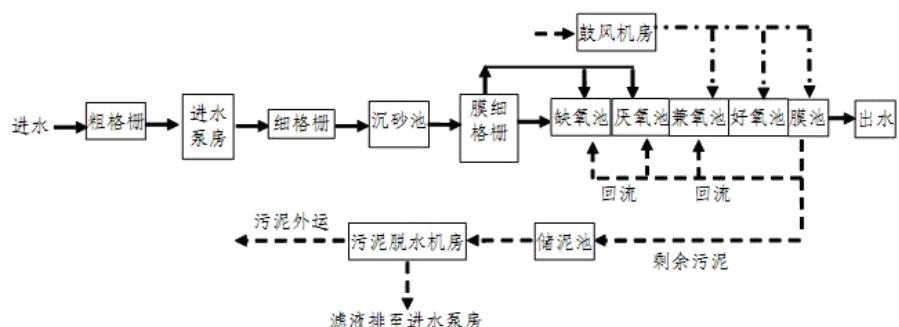 鼓风机房
进水
粗格栅
进水
泵房
细格栅
沉砂池
膜细
格栅
缺氧池
厌氧池
兼氧池
好氧池
膜池
出水
回流
回流
污泥外运
污泥脱水机房
储泥池
剩余污泥
滤液排至进水泵房